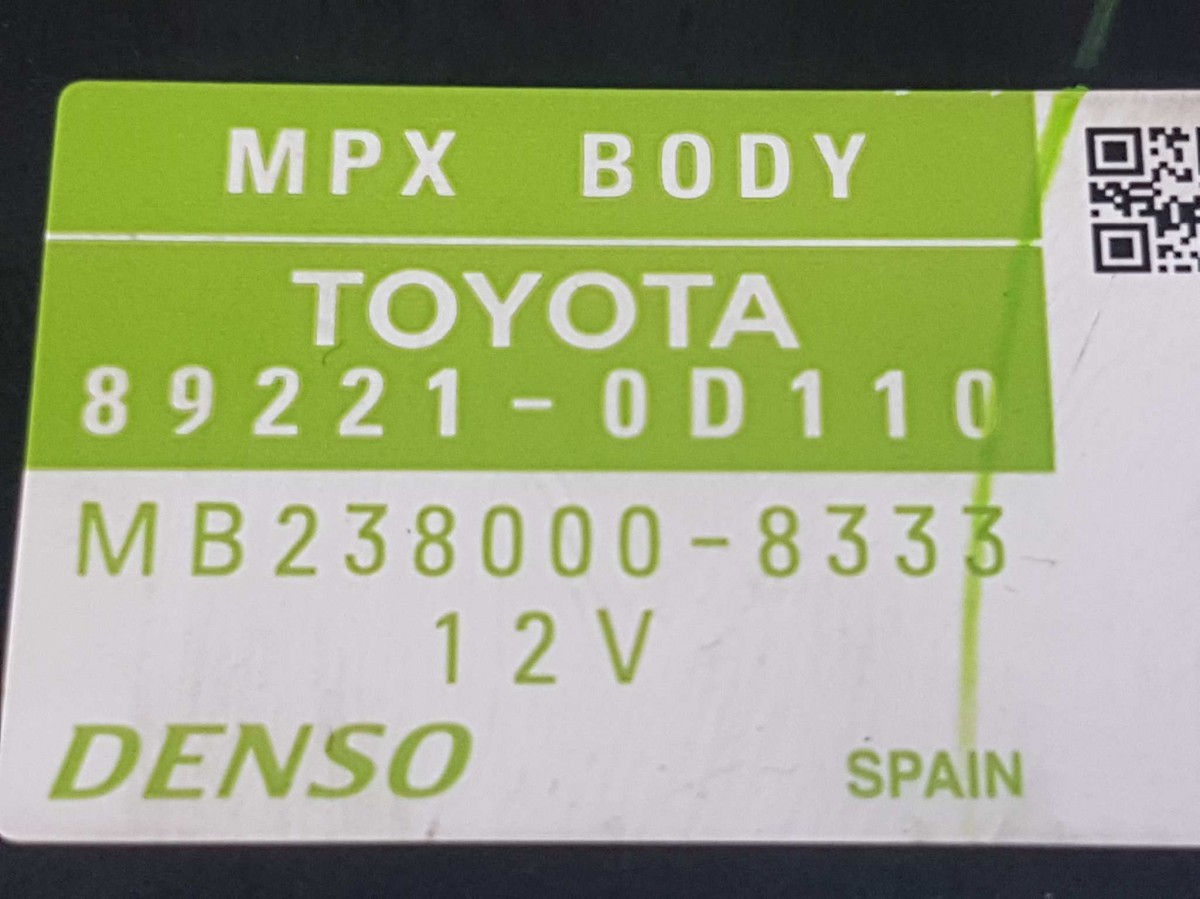 MPX BODY
TOYOTA
89221-0D110
MB238000-8333
12V
DENSO
SPAIN